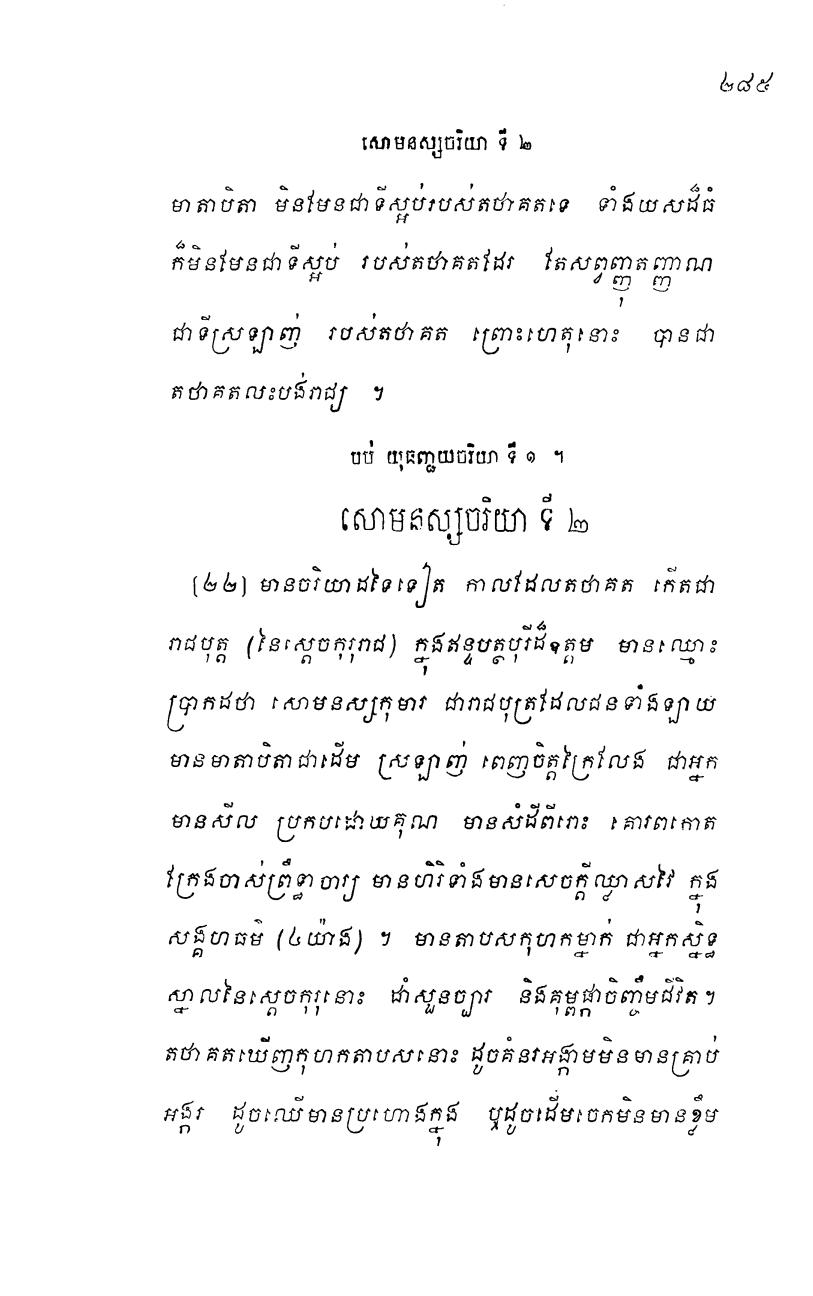 ២៨៥
សោមនស្សចរិយា ទី ២
មាតាបិតា មិនមែនជាទីស្អប់របស់តថាគតទេ ទាំងយសដ៏ធំ
ក៏មិនមែនជាទីស្អប់ របស់តថាគតដែរ តែសព្វញ្ញុតញ្ញាណ
ជាទីស្រឡាញ់ របស់តថាគត ព្រោះហេតុនោះ បានជា
តថាគតលះបង់រាជ្យ ។
ចប់ យុធញ្ជយចរិយា ទី ១ ។
សោមនស្សចរិយា ទី ២
[២២] មានចរិយាដទៃទៀត កាលដែលតថាគត កើតជា
រាជបុត្ត (នៃស្តេចកុរុរាជ) ក្នុងឥន្ទបត្ថបុរីដ៏ឧត្តម មានឈ្មោះ
ប្រាកដថា សោមនស្សកុមារ ជារាជបុត្រដែលជនទាំងឡាយ
មានមាតាបិតាជាដើម ស្រឡាញ់ ពេញចិត្តក្រៃលែង ជាអ្នក
មានសីល ប្រកបដោយគុណ មានសំដីពីរោះ គោរពកោត
ក្រែងចាស់ព្រឹទ្ធាចារ្យ មានហិរិទាំងមានសេចក្តីឈ្លាសវៃ ក្នុង
សង្គហធម៌ (៤យ៉ាង) ។ មានតាបសកុហកម្នាក់ ជាអ្នកស្និទ្ធ
ស្នាលនៃស្តេចកុរុនោះ ដាំសួនច្បារ និងគុម្ពផ្កាចិញ្ចឹមជីវិត។
តថាគតឃើញកុហកតាបសនោះ ដូចគំនរអង្កាមមិនមានគ្រាប់
អង្ករ ដូចឈើមានប្រហោងក្នុង ឬដូចដើមចេកមិនមានខ្លឹម